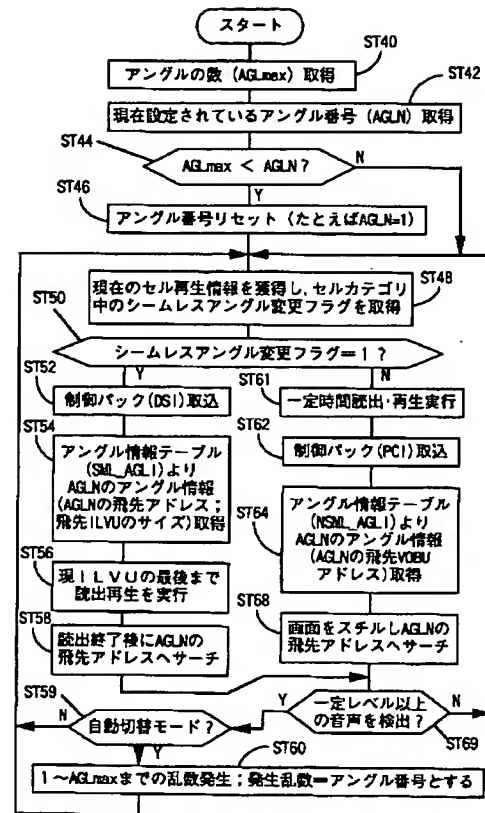 スタート
ST40
アングルの数 (AGLmax) 取得
ST42
現在設定されているアングル番号 (AGLN) 取得
ST44
AGLmax < AGLN?
N
Y
ST46
アングル番号リセット (たとえばAGLN=1)
ST48
現在のセル再生情報を獲得し、セルカテゴリ
中のシームレスアングル変更フラグを取得
ST50
シームレスアングル変更フラグ==1?
Y
N
ST52
制御パック(DSI)取込
ST61
一定時間読出・再生実行
ST62
制御パック(PCI)取込
ST54
アングル情報テーブル
(SML_AGLI)より
AGLNのアングル情報
(AGLNの飛先アドレス;
飛先ILVUのサイズ)取得
ST64
アングル情報テーブル
(NSML_AGLI)より
AGLNのアングル情報
(AGLNの飛先VOBU
アドレス)取得
ST56
現ILVUの最後まで
読出再生を実行
ST58
読出終了後にAGLNの
飛先アドレスへサーチ
ST68
画面をスチルしAGLNの
飛先アドレスへサーチ
ST59
N
自動切替モード?
Y
Y
一定レベル以上
の音声を検出?
N
ST69
ST60
1~AGLmaxまでの乱数発生;発生乱数=アングル番号とする